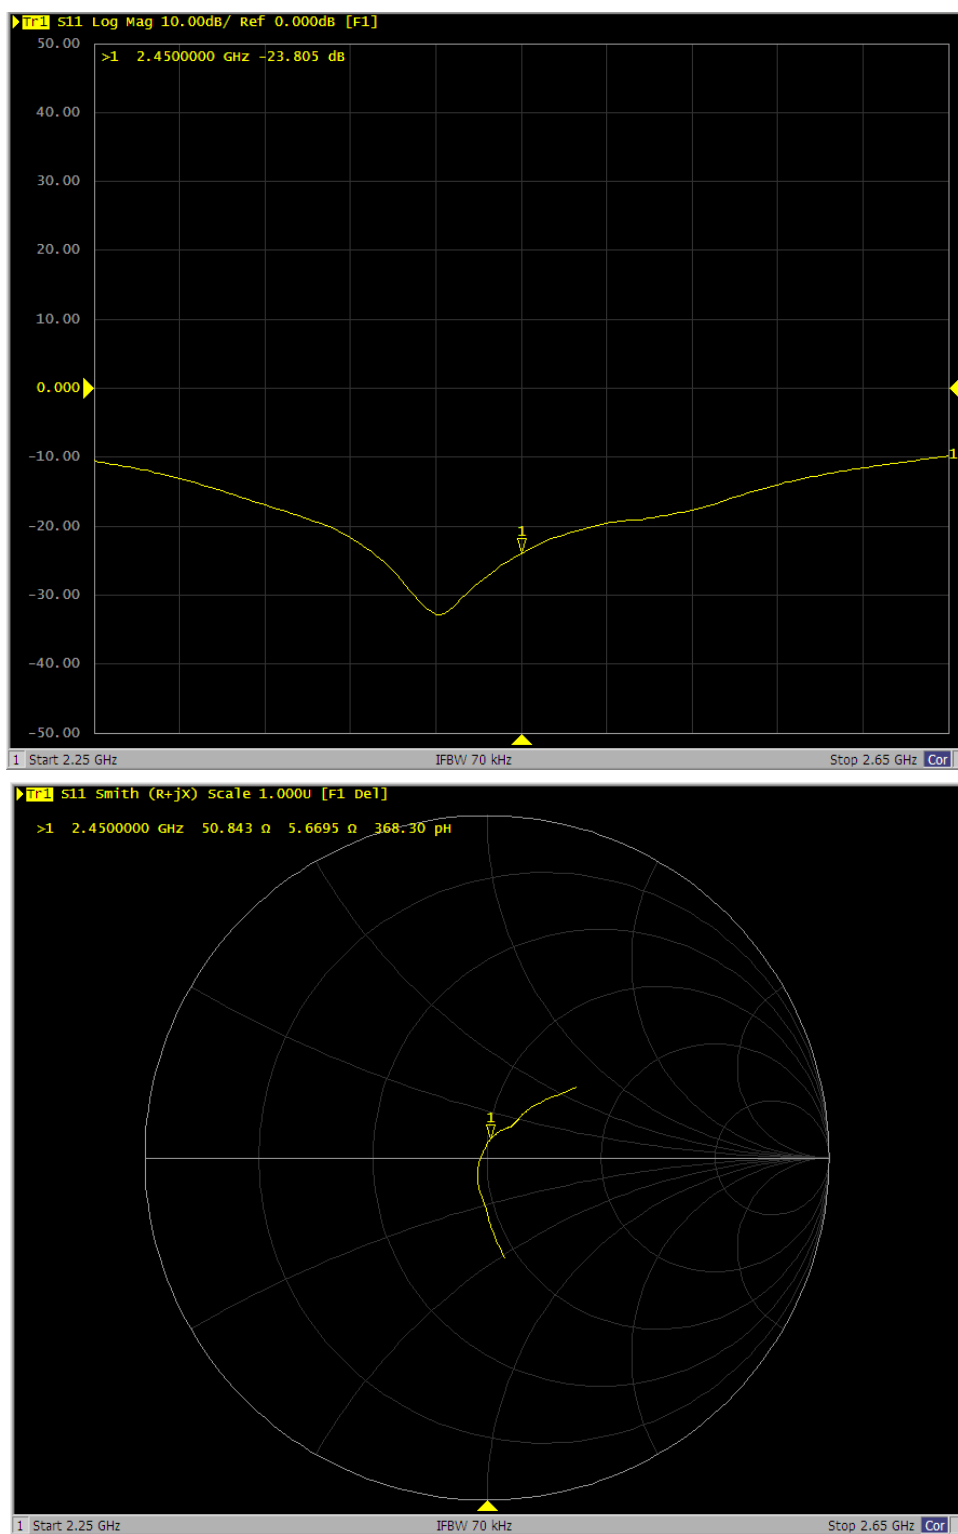 Tr1 S11 Log Mag 10.00dB/ Ref 0.000dB [F1]
50.00
>1 2.4500000 GHz -23.805 dB
40.00
30.00
20.00
10.00
0.000
-10.00
1
-20.00
1
-30.00
-40.00
-50.00
1 Start 2.25 GHz IFBW 70 kHz Stop 2.65 GHz Cor
Tr1 S11 Smith (R+jX) Scale 1.000U [F1 Del]
>1 2.4500000 GHz 50.843 Ω 5.6695 Ω 368.30 pH
1
1 Start 2.25 GHz IFBW 70 kHz Stop 2.65 GHz Cor